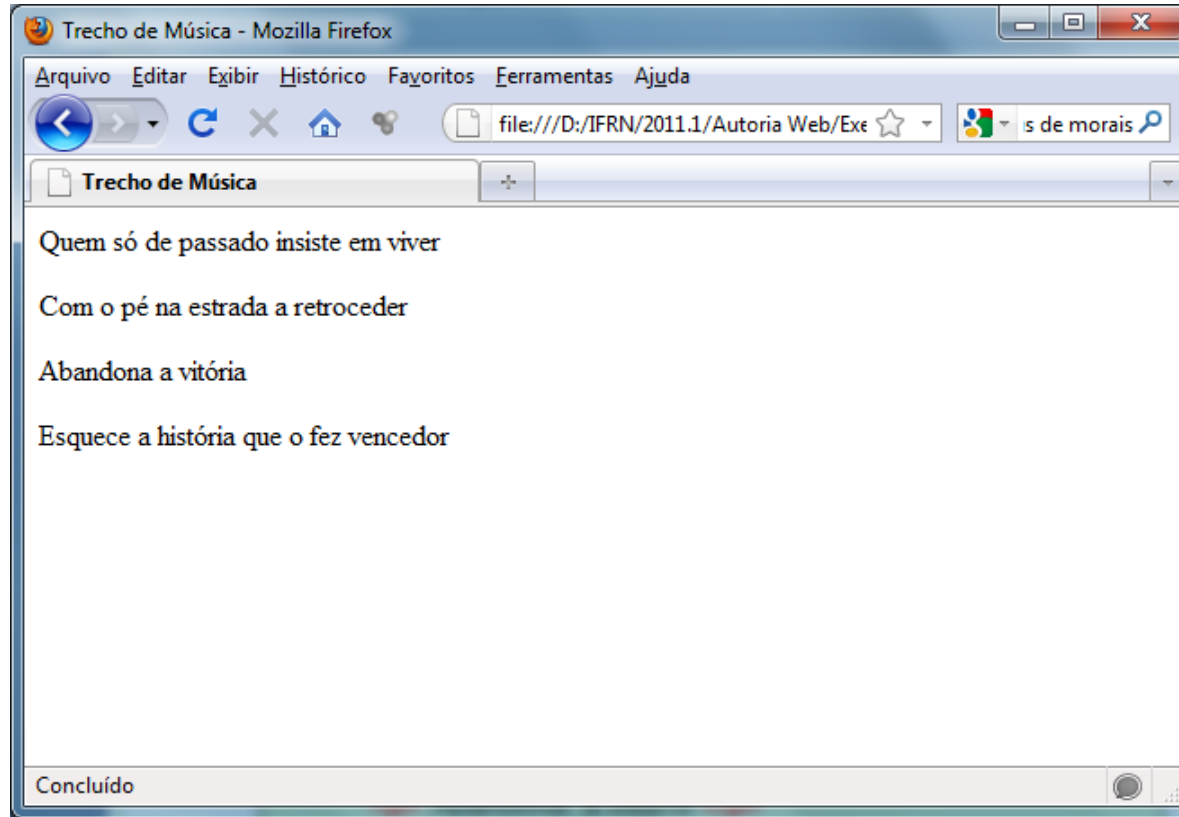 Trecho de Música - Mozilla Firefox
Arquivo Editar Exibir Histórico Favoritos Ferramentas Ajuda
file:///D:/IFRN/2011.1/Autoria Web/Exe s de morais
Trecho de Música
Quem só de passado insiste em viver
Com o pé na estrada a retroceder
Abandona a vitória
Esquece a história que o fez vencedor
Concluído